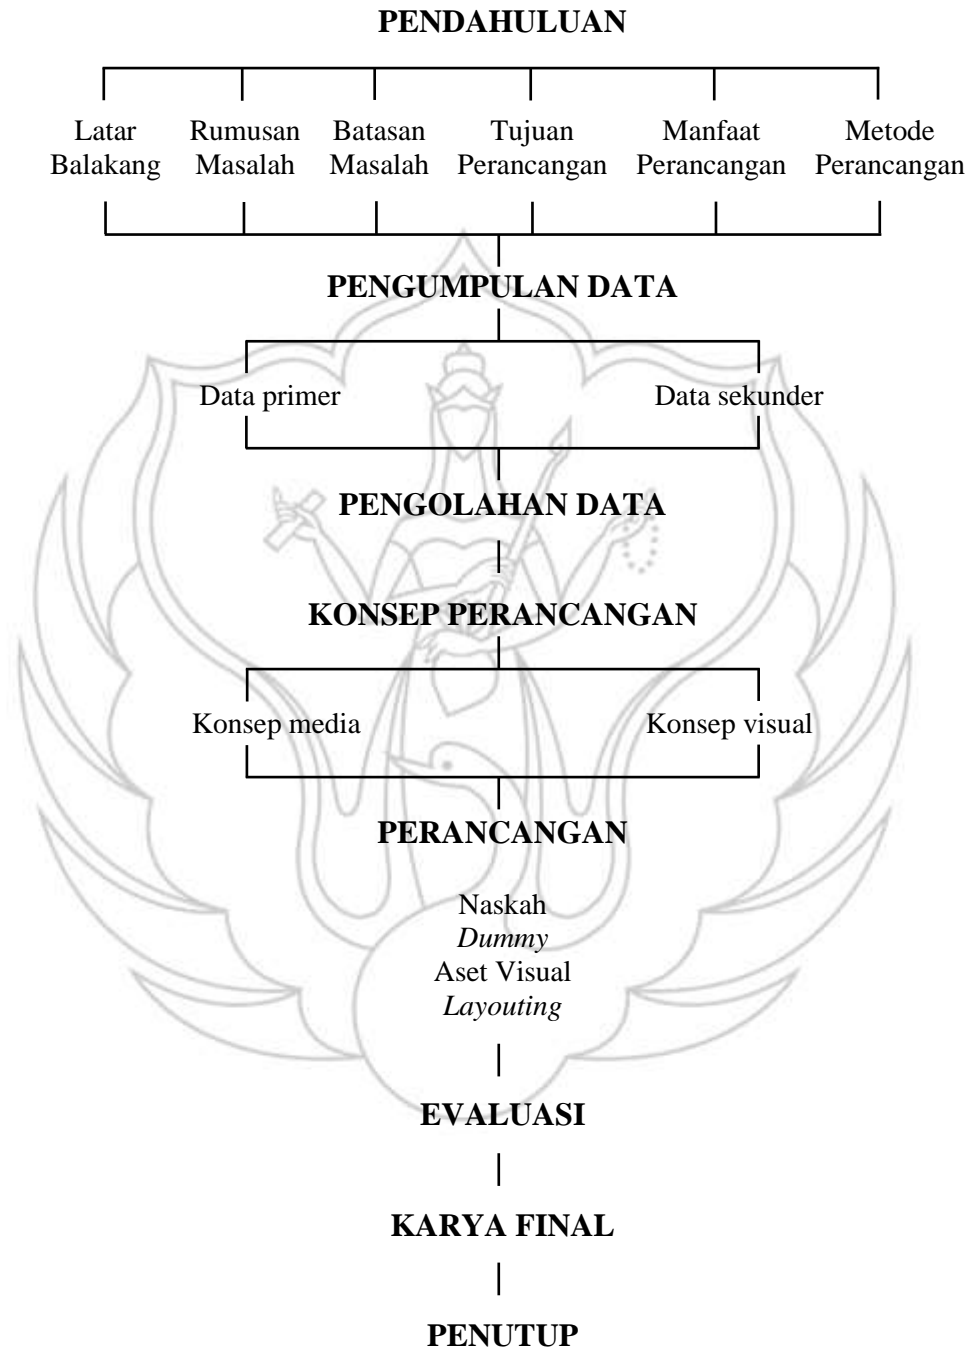 PENDAHULUAN
Latar Balakang
Rumusan Masalah
Batasan Masalah
Tujuan Perancangan
Manfaat Perancangan
Metode Perancangan
PENGUMPULAN DATA
Data primer
Data sekunder
PENGOLAHAN DATA
KONSEP PERANCANGAN
Konsep media
Konsep visual
PERANCANGAN
Naskah
Dummy
Aset Visual
Layouting
EVALUASI
KARYA FINAL
PENUTUP